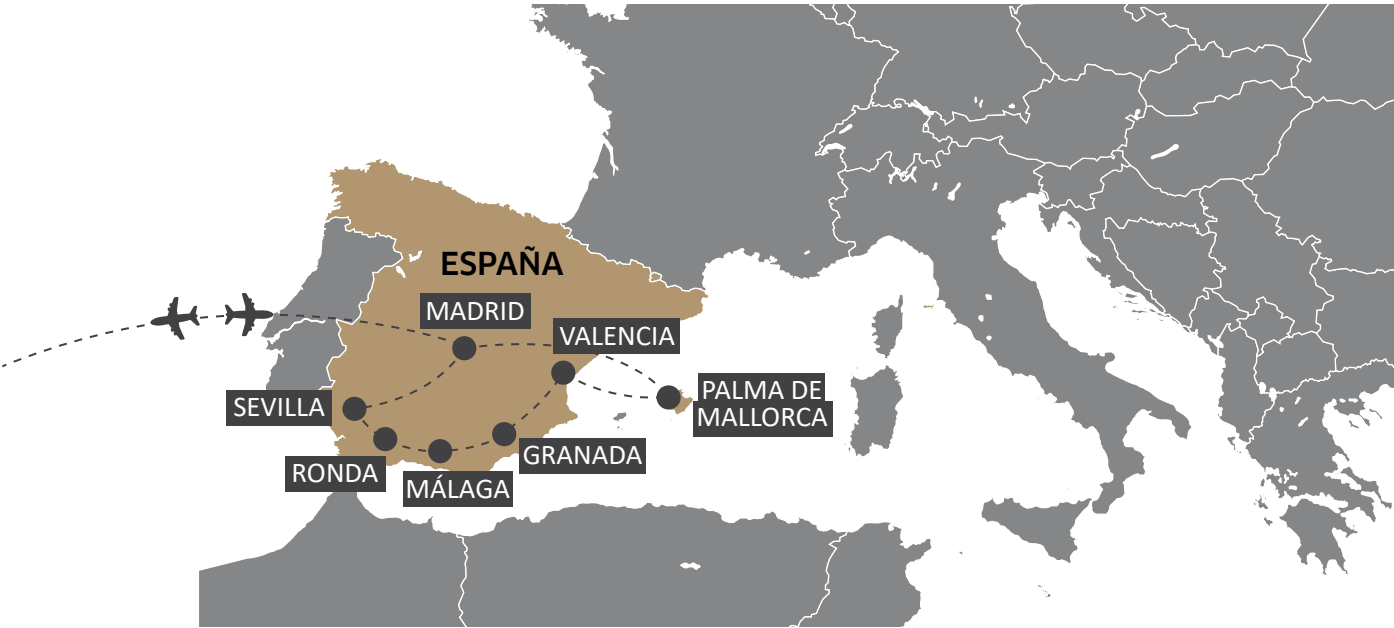 ESPAÑA
MADRID
VALENCIA
PALMA DE
MALLORCA
SEVILLA
GRANADA
RONDA
MÁLAGA